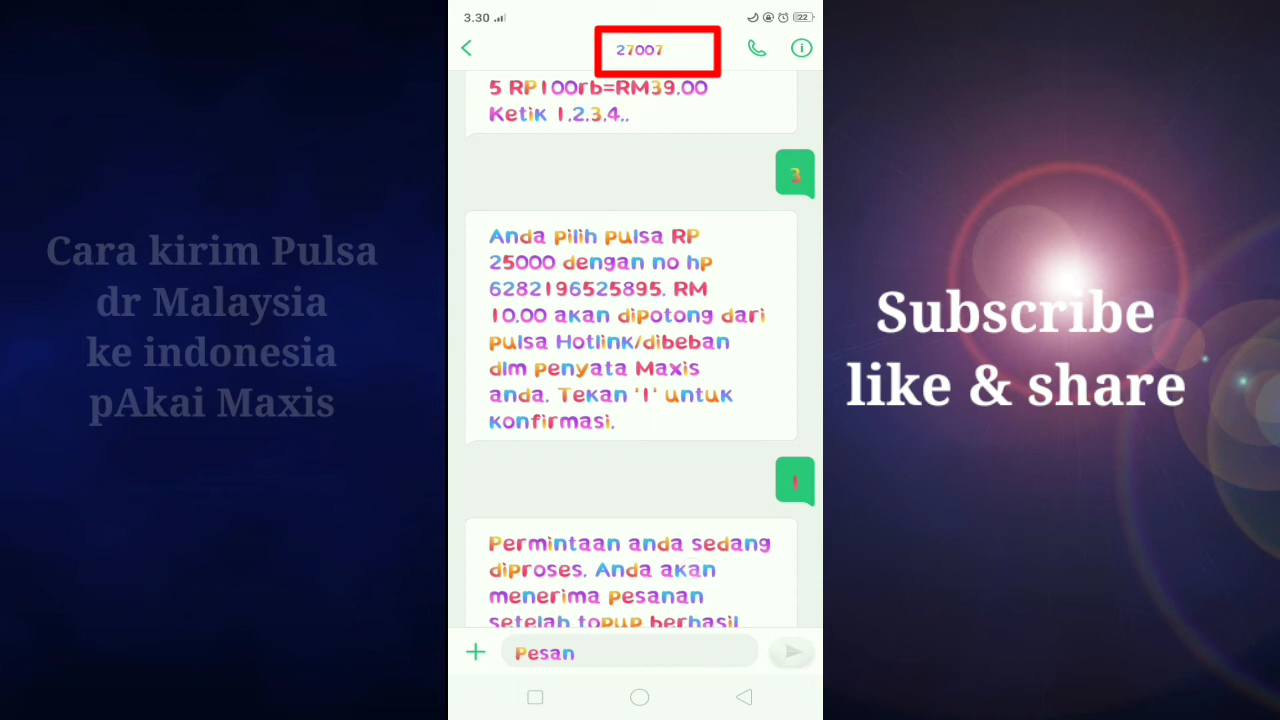 Cara kirim Pulsa
dr Malaysia
ke indonesia
pAkai Maxis
3.30
22
27007
5 RP100rb=RM39.00
Ketik 1,2,3,4..
3
Anda pilih pulsa RP
25000 dengan no hp
6282196525895. RM
10.00 akan dipotong dari
pulsa Hotlink/dibeban
dlm penyata Maxis
anda. Tekan '1' untuk
konfirmasi.
1
Permintaan anda sedang
diproses. Anda akan
menerima pesanan
setelah topup berhasil
Pesan
Subscribe
like & share